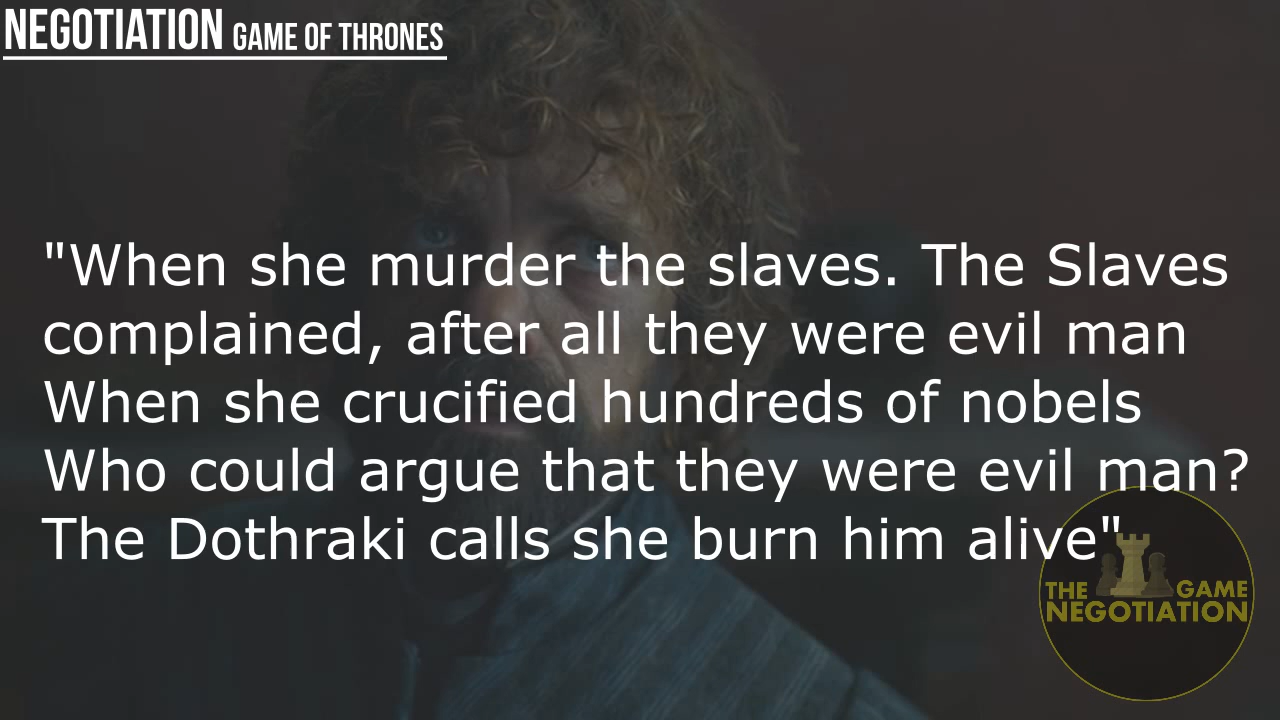 NEGOTIATION GAME OF THRONES
"When she murder the slaves. The Slaves
complained, after all they were evil man
When she crucified hundreds of nobels
Who could argue that they were evil man?
The Dothraki calls she burn him alive"
THE GAME
NEGOTIATION